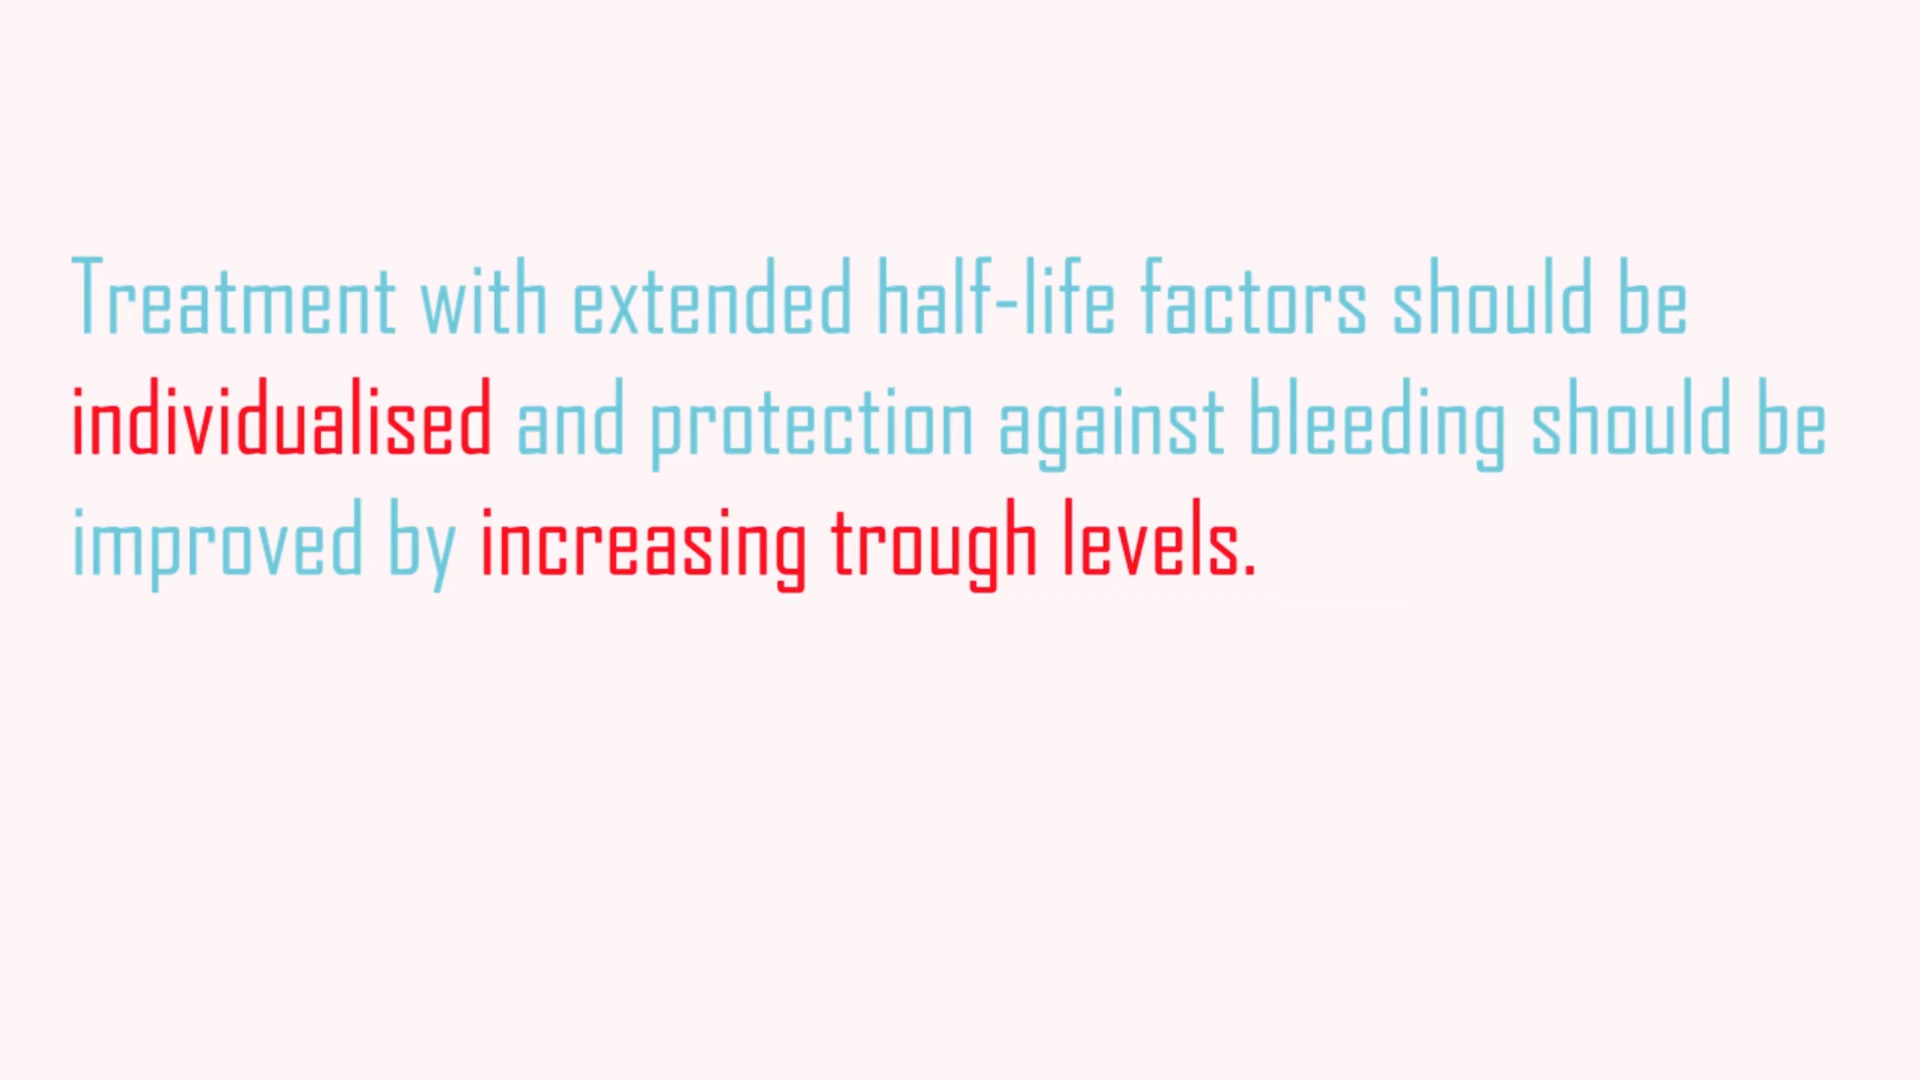 Treatment with extended half-life factors should be
individualised and protection against bleeding should be
improved by increasing trough levels.